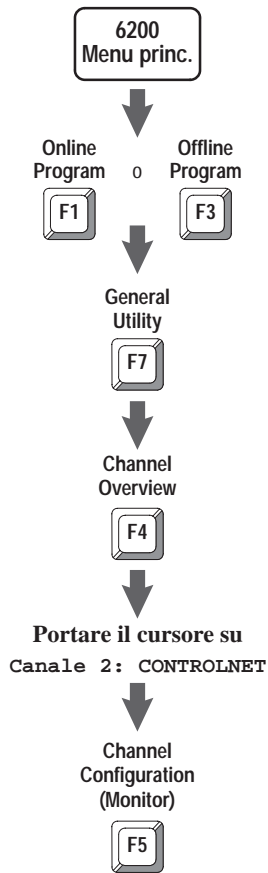 6200
Menu princ.
Online Program o Offline Program
F1 F3
General
Utility
F7
Channel
Overview
F4
Portare il cursore su
Canale 2: CONTROLNET
Channel
Configuration
(Monitor)
F5